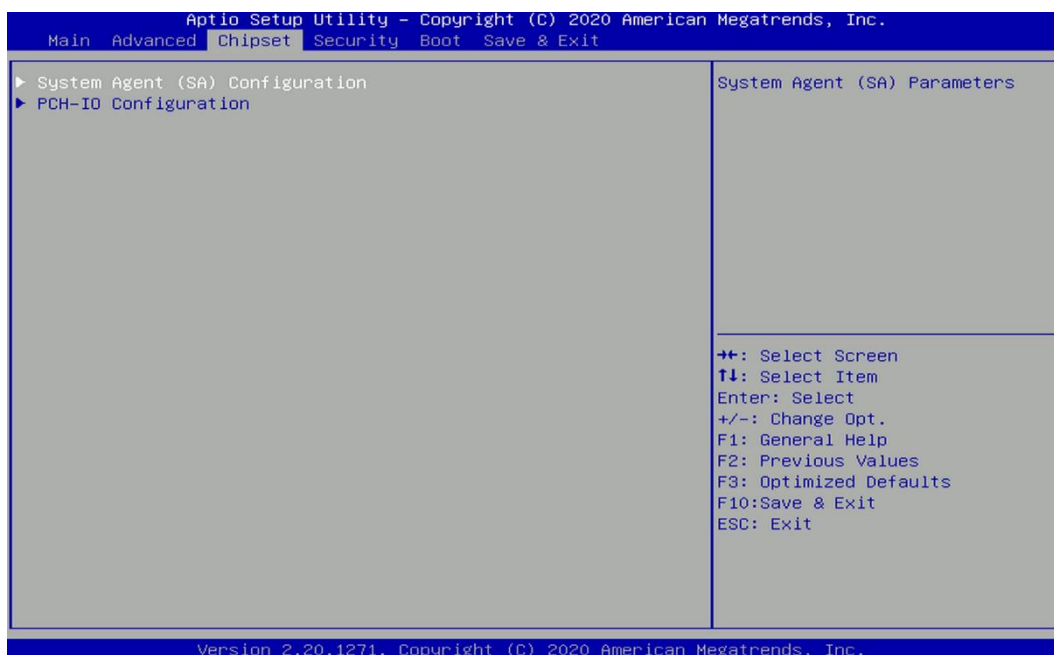 Aptio Setup Utility – Copyright (C) 2020 American Megatrends, Inc.
Main Advanced Chipset Security Boot Save & Exit
▶ System Agent (SA) Configuration
▶ PCH-IO Configuration
System Agent (SA) Parameters
→←: Select Screen
↑↓: Select Item
Enter: Select
+/-: Change Opt.
F1: General Help
F2: Previous Values
F3: Optimized Defaults
F10:Save & Exit
ESC: Exit
Version 2.20.1271. Copyright (C) 2020 American Megatrends, Inc.